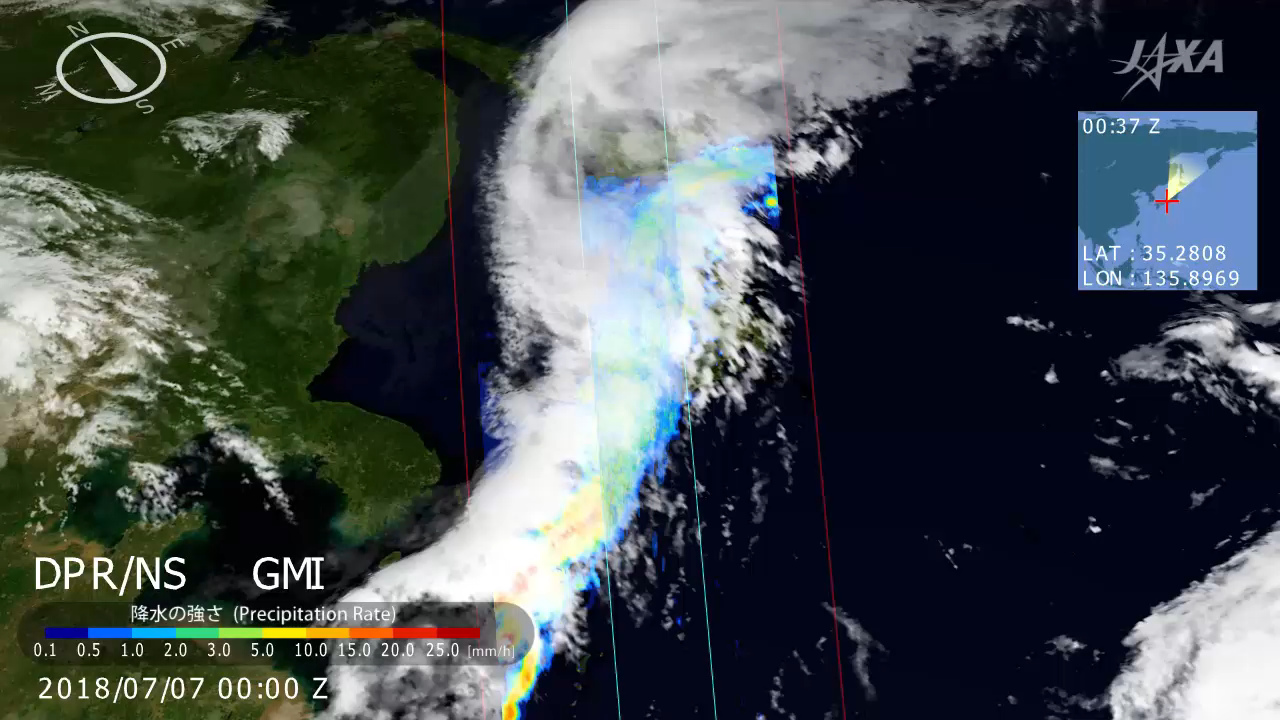 N
E
W
S
JAXA
00:37 Z
LAT : 35.2808
LON : 135.8969
DPR/NS GMI
降水の強さ (Precipitation Rate)
0.1 0.5 1.0 2.0 3.0 5.0 10.0 15.0 20.0 25.0 [mm/h]
2018/07/07 00:00 Z